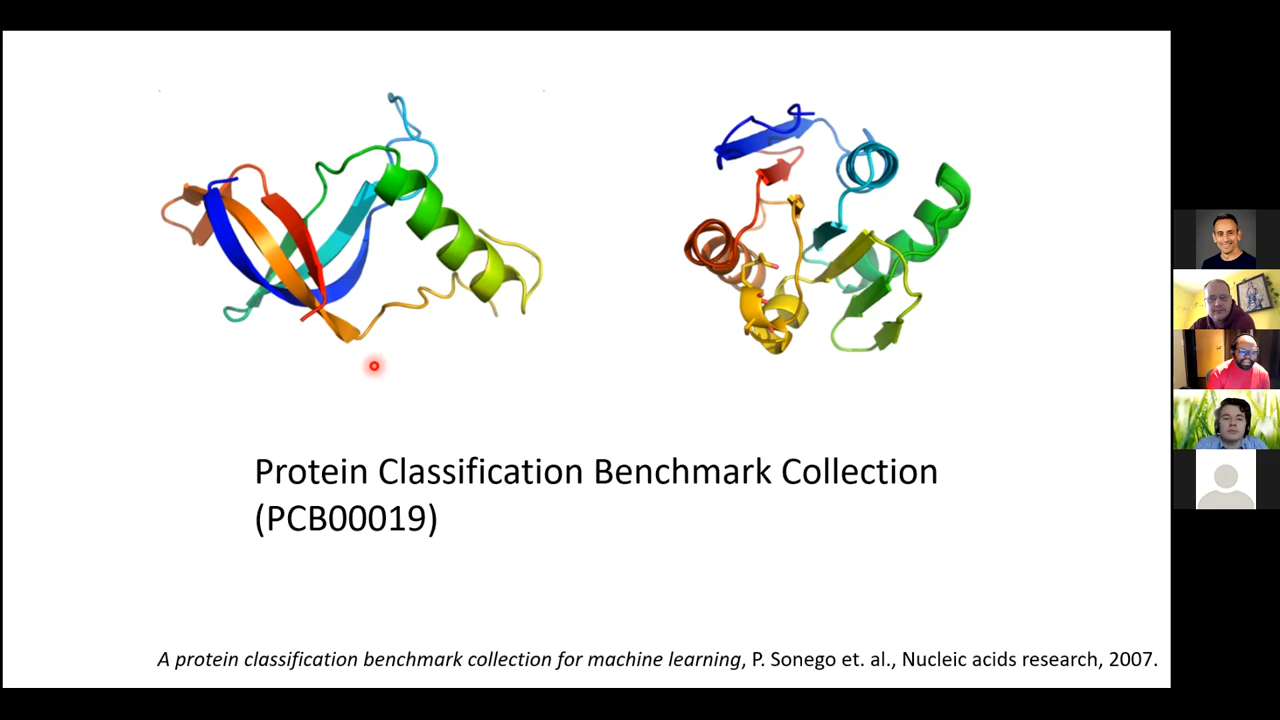 Protein Classification Benchmark Collection
(PCB00019)
A protein classification benchmark collection for machine learning, P. Sonego et. al., Nucleic acids research, 2007.